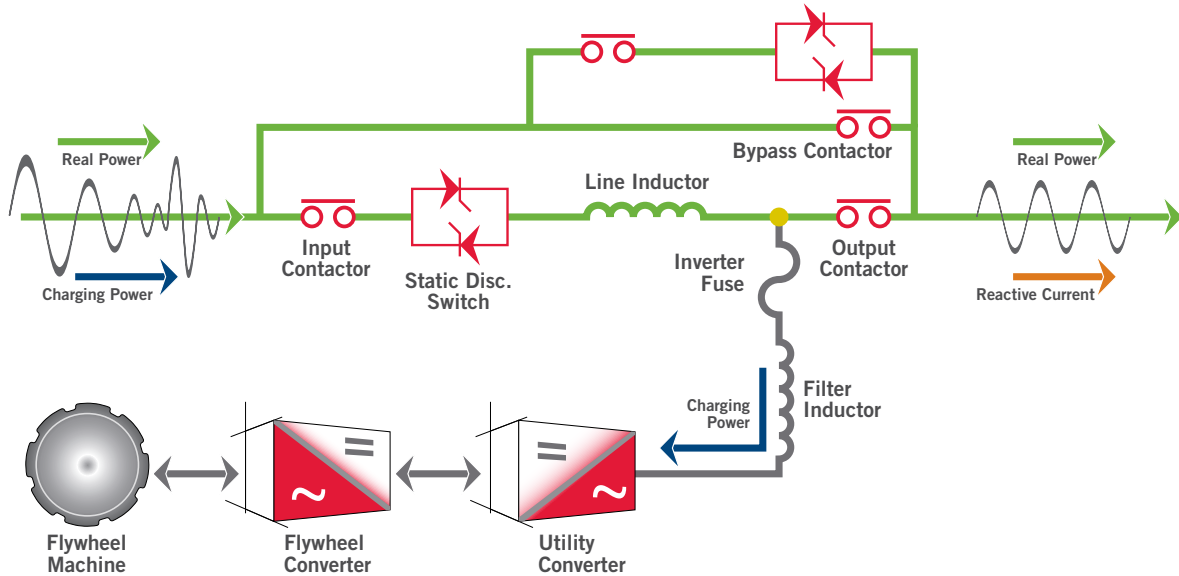 Real Power
Charging Power
Input
Contactor
Static Disc.
Switch
Line Inductor
Bypass Contactor
Inverter
Fuse
Output
Contactor
Real Power
Reactive Current
Charging
Power
Filter
Inductor
Flywheel
Machine
Flywheel
Converter
Utility
Converter